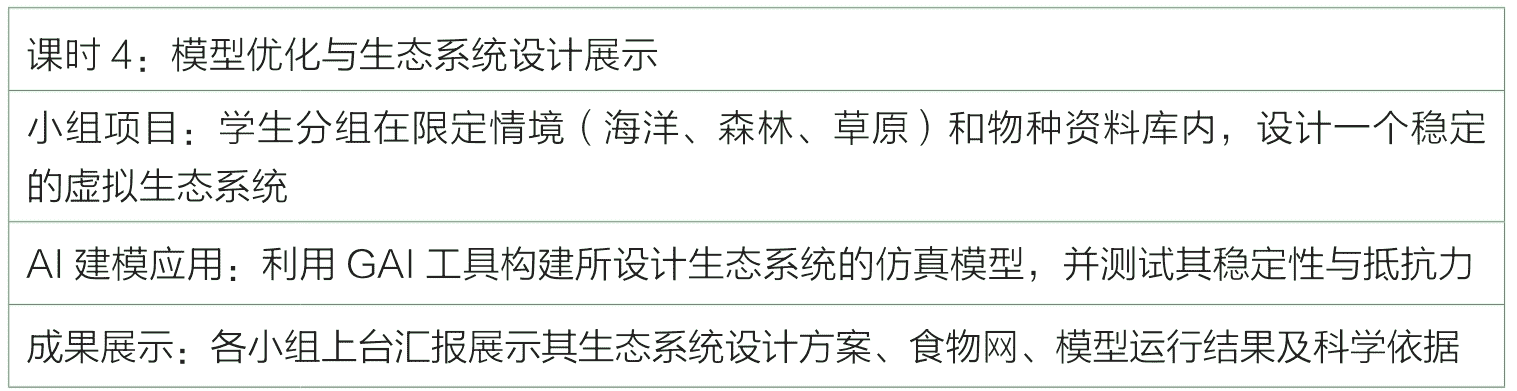 课时 4：模型优化与生态系统设计展示
小组项目：学生分组在限定情境（海洋、森林、草原）和物种资料库内，设计一个稳定
的虚拟生态系统
AI 建模应用：利用 GAI 工具构建所设计生态系统的仿真模型，并测试其稳定性与抵抗力
成果展示：各小组上台汇报展示其生态系统设计方案、食物网、模型运行结果及科学依据